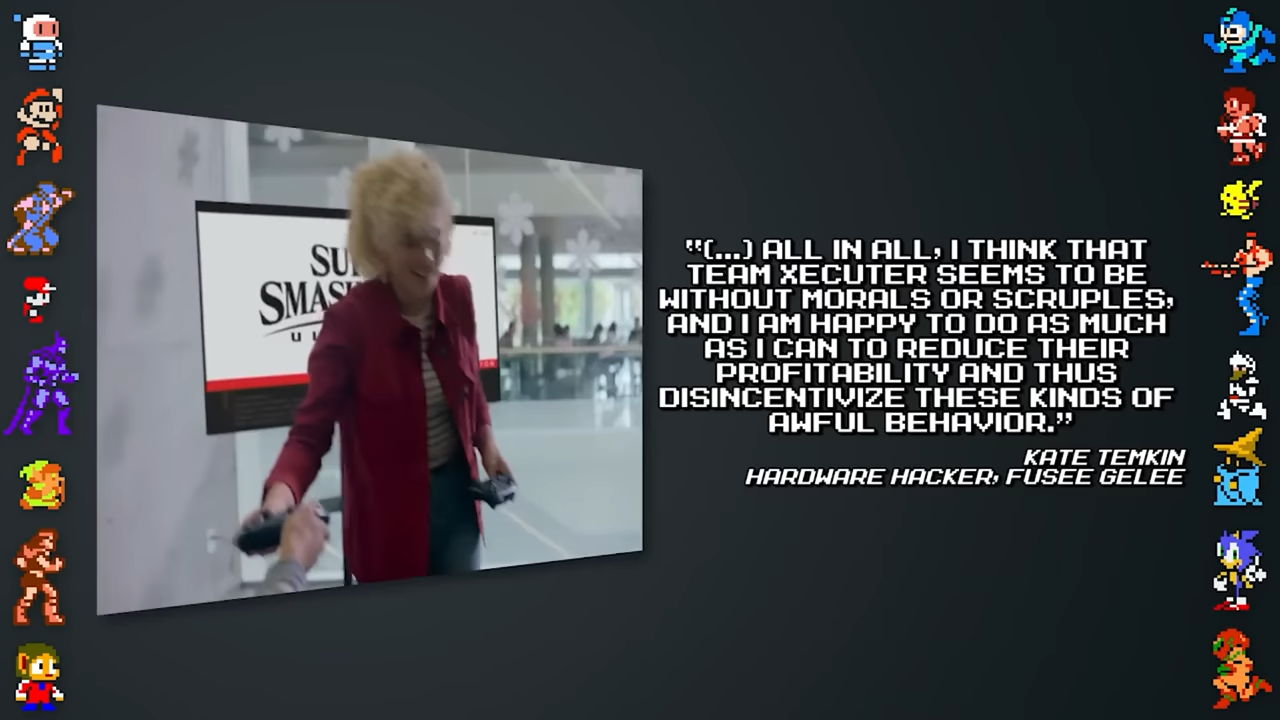 SU
SMAS
U
"(...) ALL IN ALL, I THINK THAT
TEAM XECUTER SEEMS TO BE
WITHOUT MORALS OR SCRUPLES,
AND I AM HAPPY TO DO AS MUCH
AS I CAN TO REDUCE THEIR
PROFITABILITY AND THUS
DISINCENTIVIZE THESE KINDS OF
AWFUL BEHAVIOR."
KATE TEMKIN
HARDWARE HACKER, FUSEE GELEE